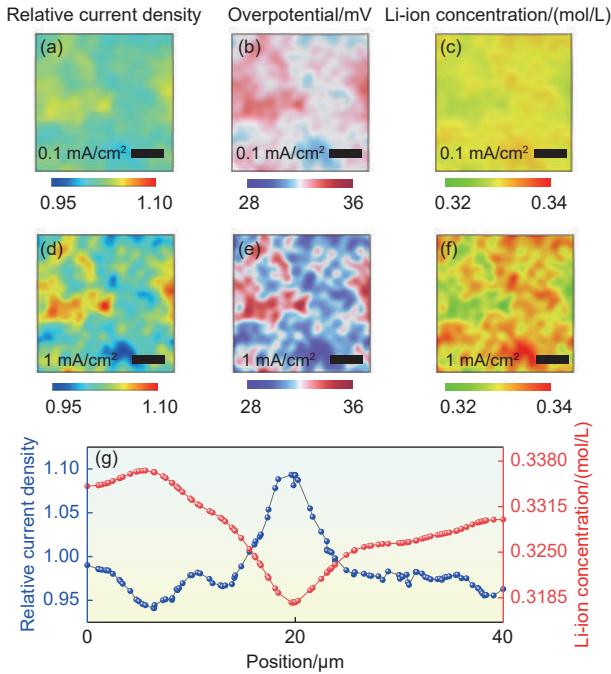 Relative current density Overpotential/mV Li-ion concentration/(mol/L)
(a) (b) (c)
0.1 mA/cm² 0.1 mA/cm² 0.1 mA/cm²
0.95 1.10 28 36 0.32 0.34
(d) (e) (f)
1 mA/cm² 1 mA/cm² 1 mA/cm²
0.95 1.10 28 36 0.32 0.34
(g)
Relative current density
1.10
1.05
1.00
0.95
0.3380
0.3315
0.3250
0.3185
Li-ion concentration/(mol/L)
0 20 40
Position/μm